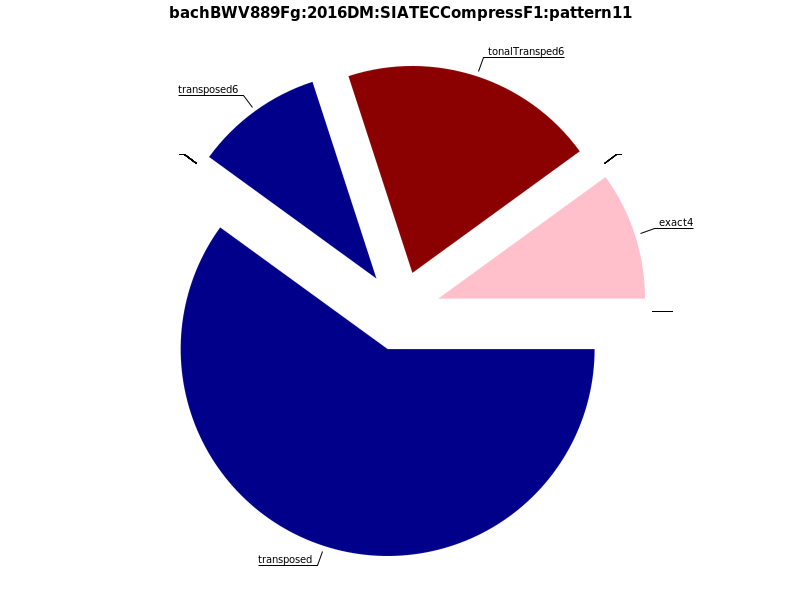 bachBWV889Fg:2016DM:SIATECCompressF1:pattern11
tonalTransped6
transposed6
exact4
transposed